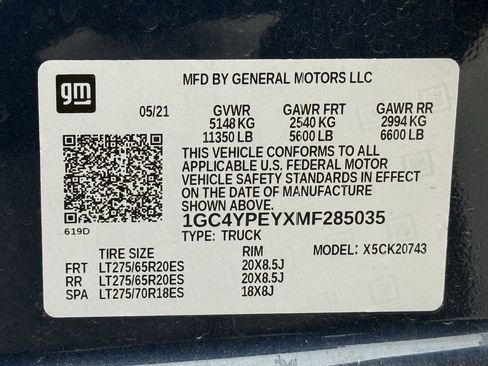 gm
MFD BY GENERAL MOTORS LLC
05/21 GVWR GAWR FRT GAWR RR
5148 KG 2540 KG 2994 KG
11350 LB 5600 LB 6600 LB
THIS VEHICLE CONFORMS TO ALL
APPLICABLE U.S. FEDERAL MOTOR
VEHICLE SAFETY STANDARDS IN EFFECT
ON THE DATE OF MANUFACTURE
SHOWN ABOVE.
1GC4YPEYXMF285035
619D
TYPE: TRUCK MODEL: X5CK20743
TIRE SIZE RIM
FRT LT275/65R20ES 20X8.5J
RR LT275/65R20ES 20X8.5J
SPA LT275/70R18ES 18X8J